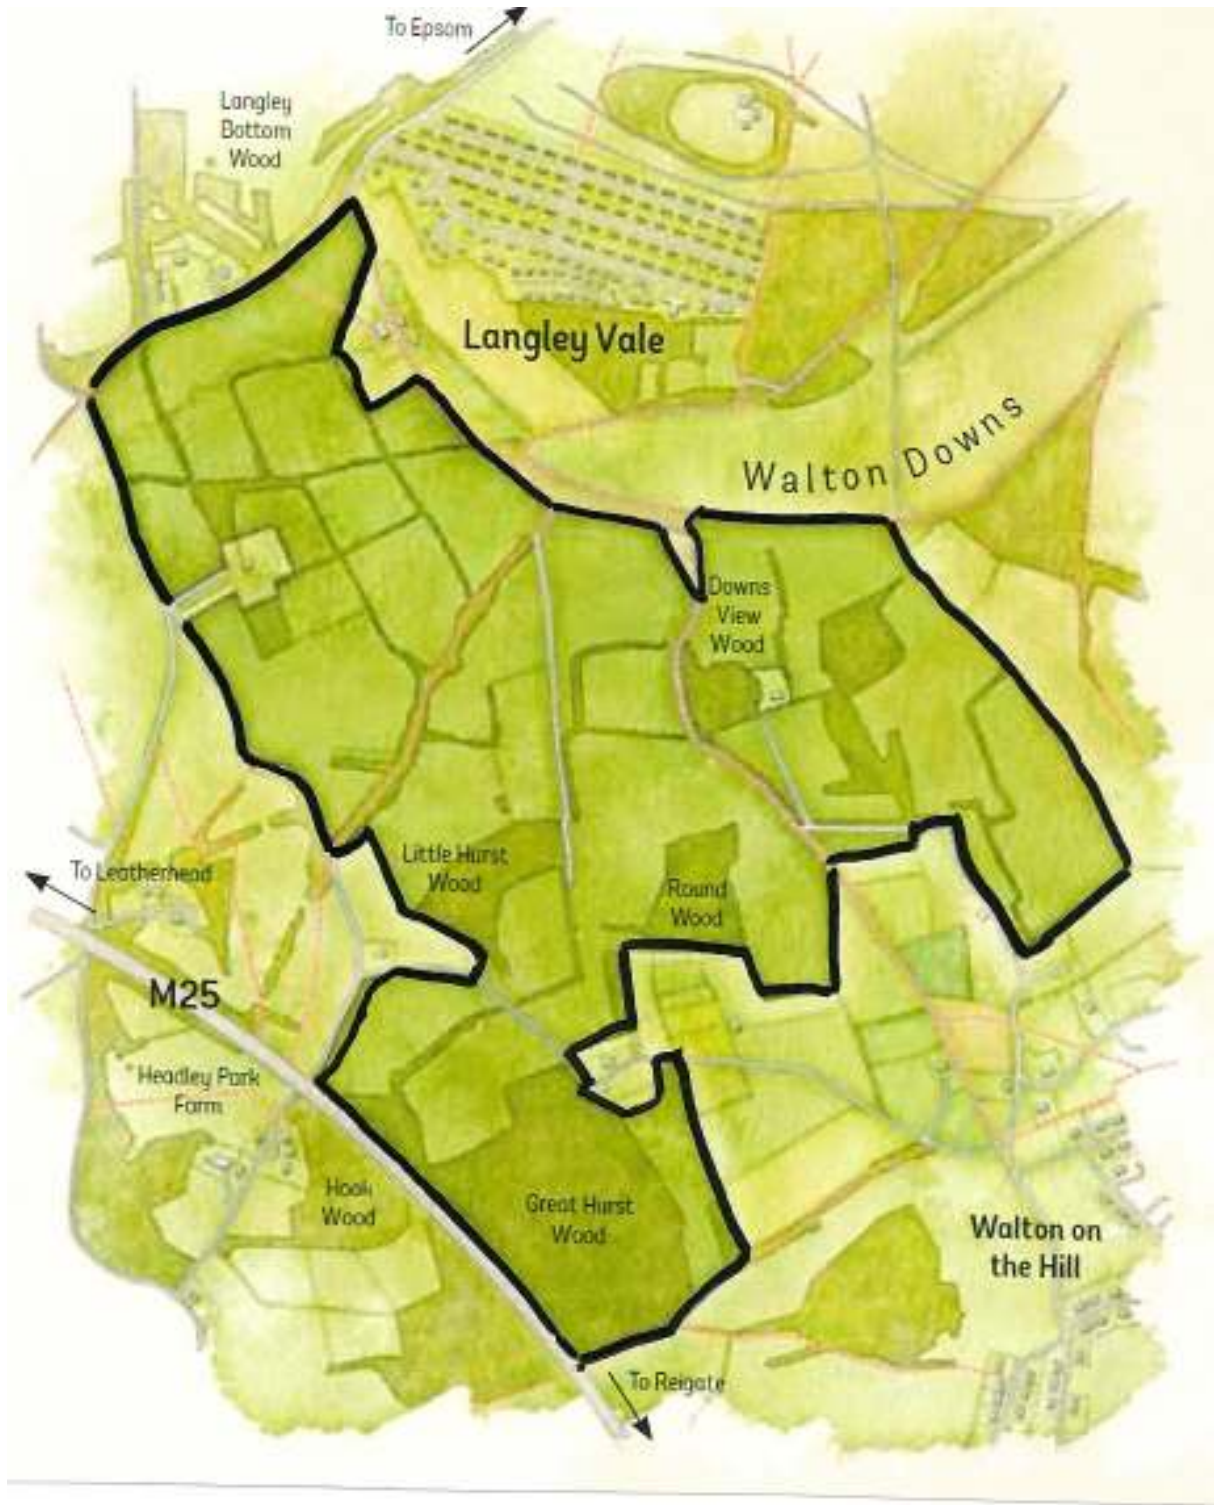 To Epsom
Langley
Bottom
Wood
Langley Vale
Walton Downs
Downs
View
Wood
Little Hurst
Wood
To Leatherhead
Round
Wood
M25
Headley Park
Farm
Hook
Wood
Great Hurst
Wood
Walton on
the Hill
To Reigate